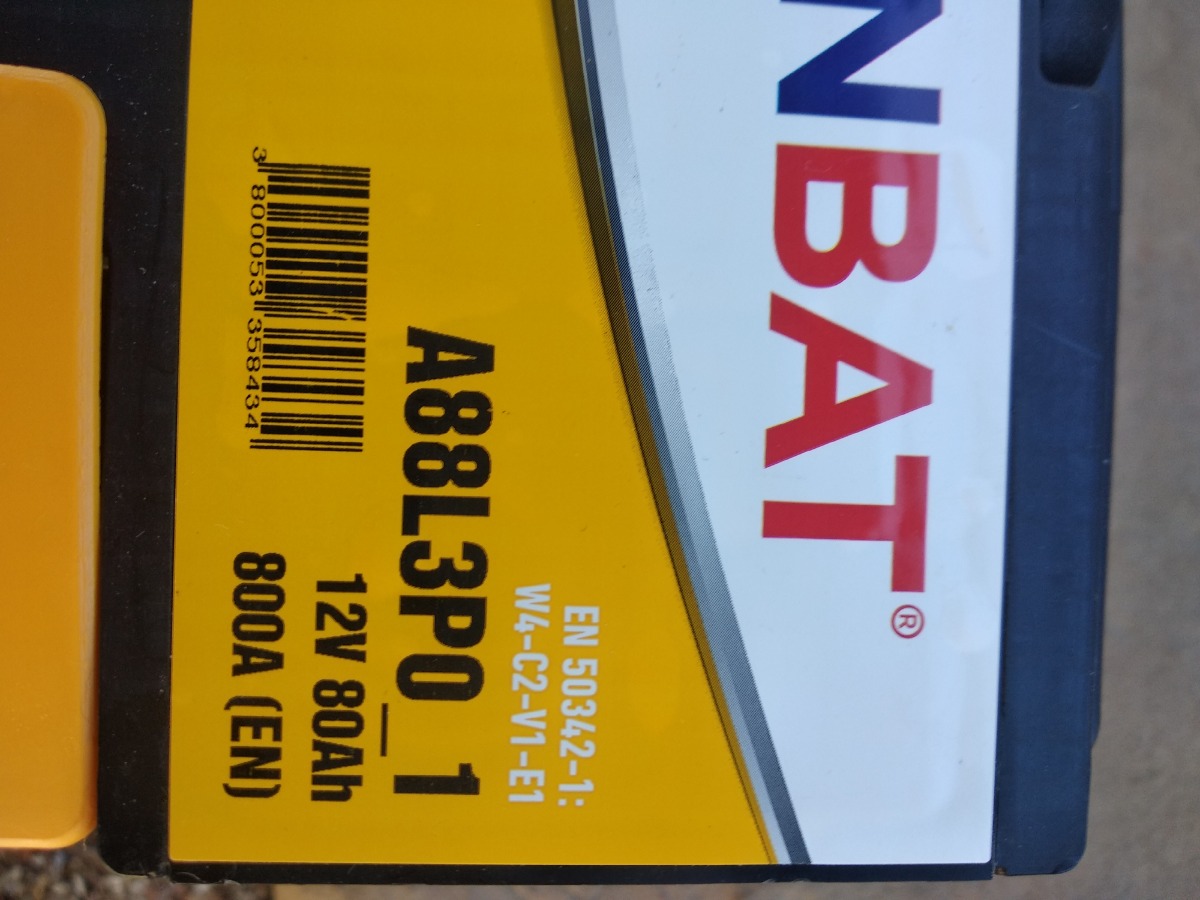 NBAT®
EN 50342-1:
W4-C2-V1-E1
A88L3P0_1
12V 80Ah
800A (EN)
3 800053 358434